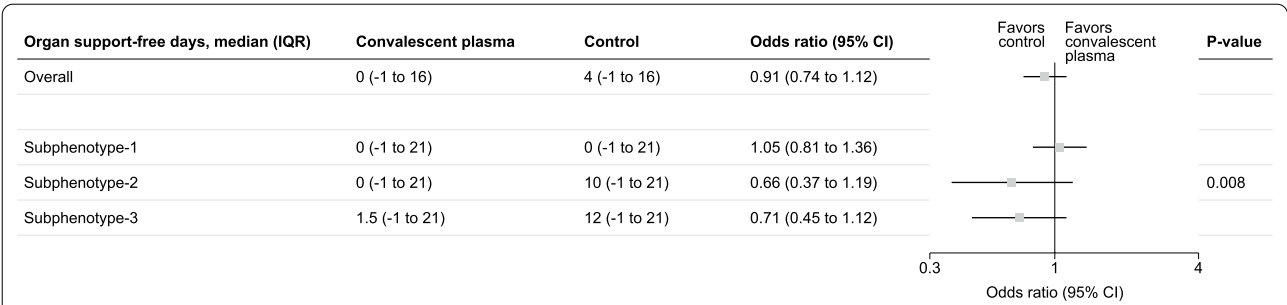 Organ support-free days, median (IQR) Convalescent plasma Control Odds ratio (95% CI) Favors control Favors convalescent plasma P-value
Overall 0 (-1 to 16) 4 (-1 to 16) 0.91 (0.74 to 1.12)
Subphenotype-1 0 (-1 to 21) 0 (-1 to 21) 1.05 (0.81 to 1.36)
Subphenotype-2 0 (-1 to 21) 10 (-1 to 21) 0.66 (0.37 to 1.19) 0.008
Subphenotype-3 1.5 (-1 to 21) 12 (-1 to 21) 0.71 (0.45 to 1.12)
0.3 1 4
Odds ratio (95% CI)